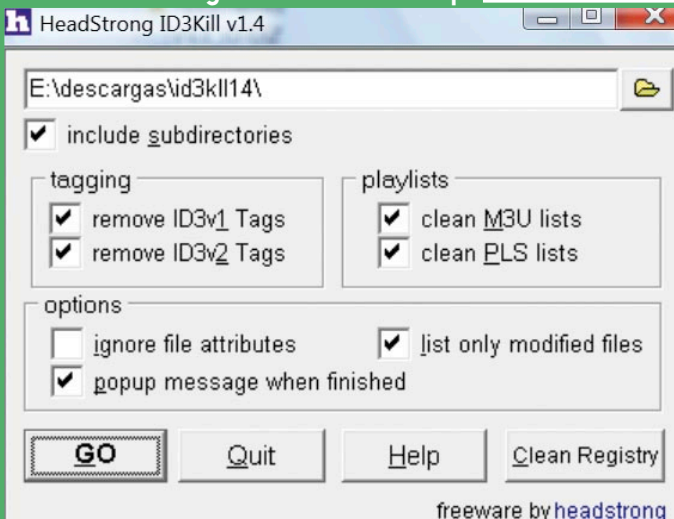 HeadStrong ID3Kill v1.4
E:\descargas\id3kll14\
include subdirectories
tagging
remove ID3v1 Tags
remove ID3v2 Tags
playlists
clean M3U lists
clean PLS lists
options
ignore file attributes
list only modified files
popup message when finished
GO
Quit
Help
Clean Registry
freeware by headstrong